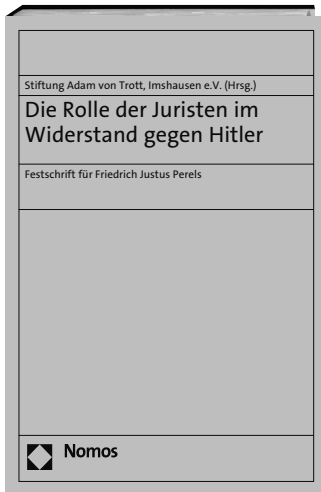 Stiftung Adam von Trott, Imshausen e.V. (Hrsg.)
Die Rolle der Juristen im
Widerstand gegen Hitler
Festschrift für Friedrich Justus Perels
Nomos